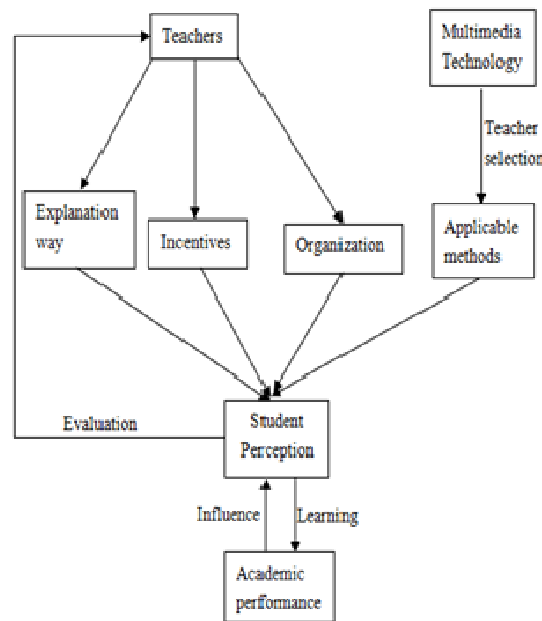 Teachers
Multimedia
Technology
Teacher
selection
Explanation
way
Incentives
Organization
Applicable
methods
Evaluation
Student
Perception
Influence
Learning
Academic
performance